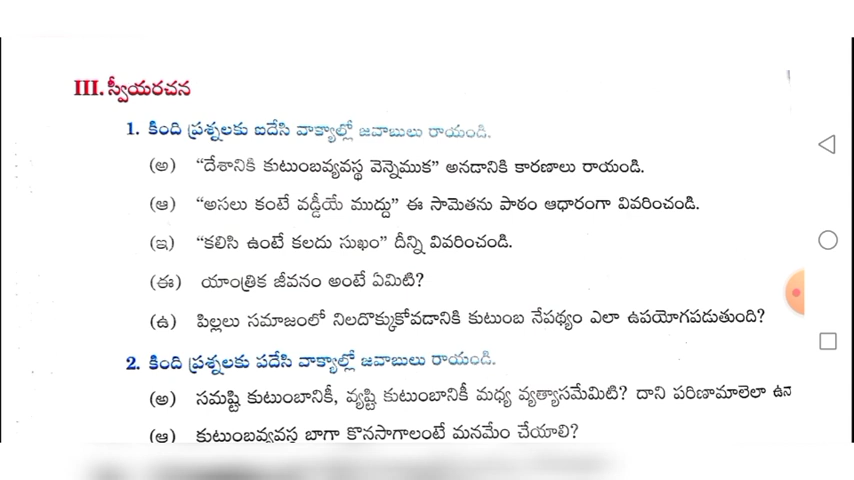 III. స్వీయరచన
1. కింది ప్రశ్నలకు ఐదేసి వాక్యాల్లో జవాబులు రాయండి.
(అ) “దేశానికి కుటుంబవ్యవస్థ వెన్నెముక” అనడానికి కారణాలు రాయండి.
(ఆ) “అసలు కంటే వడ్డీయే ముద్దు” ఈ సామెతను పాఠం ఆధారంగా వివరించండి.
(ఇ) “కలిసి ఉంటే కలదు సుఖం” దీన్ని వివరించండి.
(ఈ) యాంత్రిక జీవనం అంటే ఏమిటి?
(ఉ) పిల్లలు సమాజంలో నిలదొక్కుకోవడానికి కుటుంబ నేపథ్యం ఎలా ఉపయోగపడుతుంది?
2. కింది ప్రశ్నలకు పదేసి వాక్యాల్లో జవాబులు రాయండి.
(అ) సమష్టి కుటుంబానికీ, వ్యష్టి కుటుంబానికీ మధ్య వ్యత్యాసమేమిటి? దాని పరిణామాలెలా
(ఆ) కుటుంబవ్యవస్థ బాగా కొనసాగాలంటే మనమేం చేయాలి?